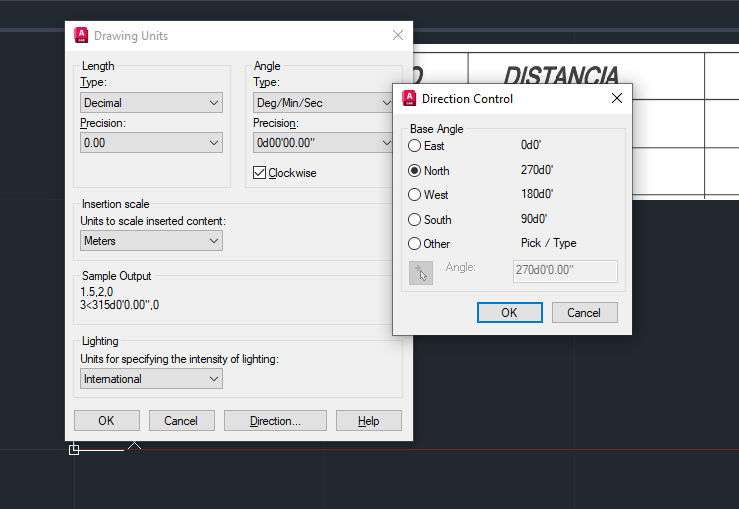 Drawing Units
Length
Type:
Decimal
Precision:
0.00
Angle
Type:
Deg/Min/Sec
Precision:
0d00'00.00"
Clockwise
Insertion scale
Units to scale inserted content:
Meters
Sample Output
1.5,2,0
3<315d0'0.00",0
Lighting
Units for specifying the intensity of lighting:
International
OK
Cancel
Direction...
Help
O
DISTANCIA
Direction Control
Base Angle
East 0d0'
North 270d0'
West 180d0'
South 90d0'
Other Pick / Type
Angle: 270d0'0.00"
OK
Cancel